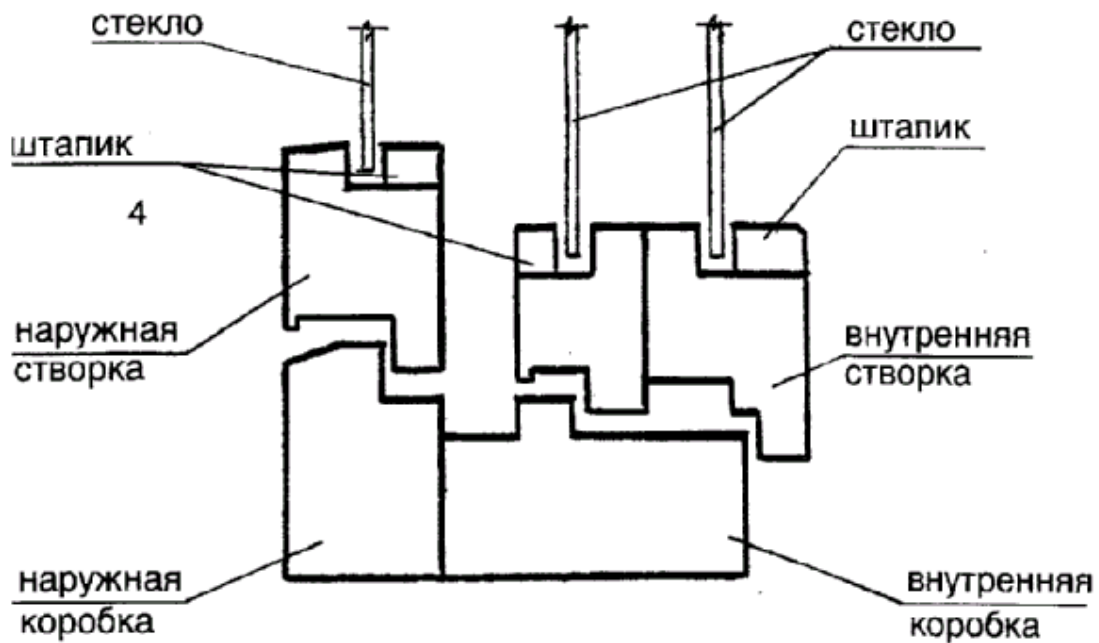 стекло
стекло
штапик
штапик
4
наружная
створка
внутренняя
створка
наружная
коробка
внутренняя
коробка